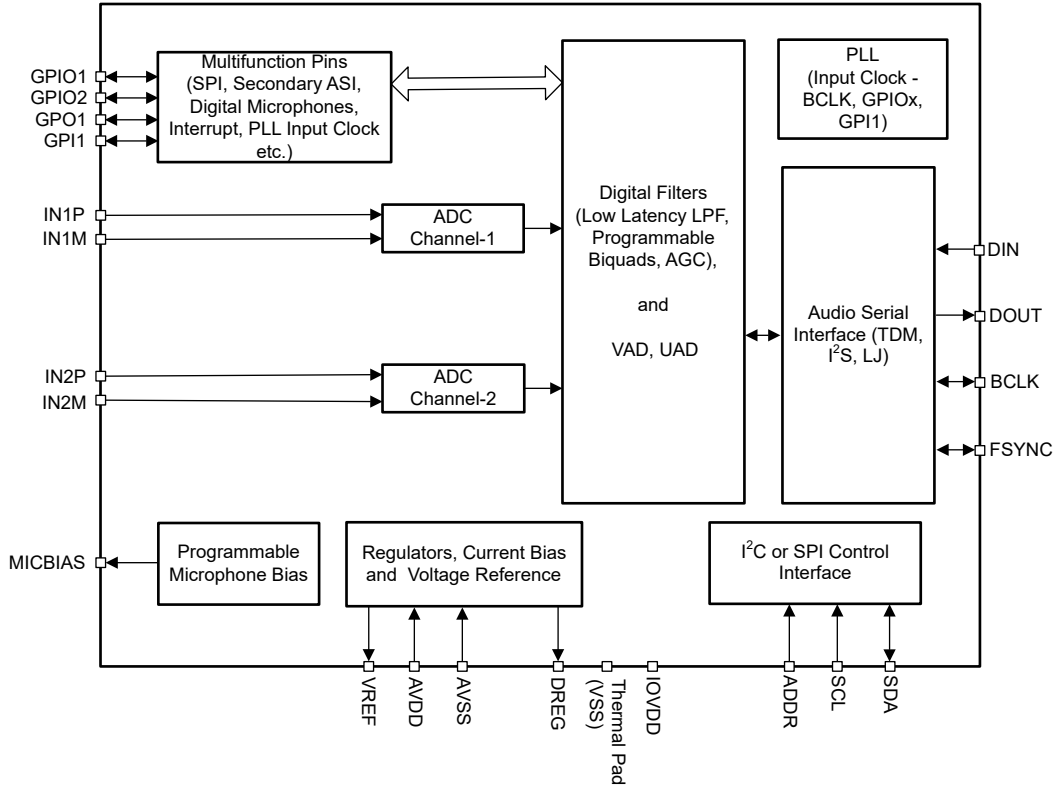 GPIO1
GPIO2
GPO1
GPI1
Multifunction Pins
(SPI, Secondary ASI,
Digital Microphones,
Interrupt, PLL Input Clock
etc.)
PLL
(Input Clock -
BCLK, GPIOx,
GPI1)
IN1P
IN1M
ADC
Channel-1
Digital Filters
(Low Latency LPF,
Programmable
Biquads, AGC),
and
VAD, UAD
Audio Serial
Interface (TDM,
I²S, LJ)
DIN
DOUT
BCLK
FSYNC
IN2P
IN2M
ADC
Channel-2
MICBIAS
Programmable
Microphone Bias
Regulators, Current Bias
and Voltage Reference
I²C or SPI Control
Interface
VREF
AVDD
AVSS
DREG
Thermal Pad
(VSS)
IOVDD
ADDR
SCL
SDA